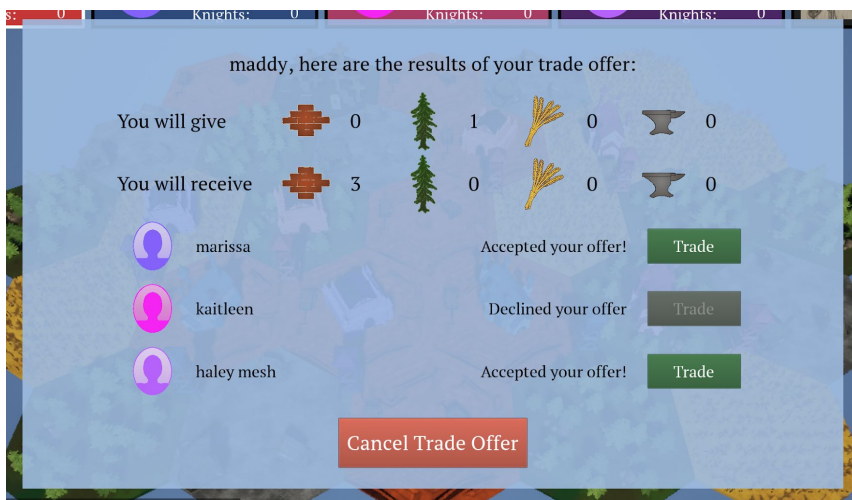 s: 0 Knights: 0 Knights: 0 Knights: 0
maddy, here are the results of your trade offer:
You will give 0 1 0 0
You will receive 3 0 0 0
marissa Accepted your offer! Trade
kaitleen Declined your offer Trade
haley mesh Accepted your offer! Trade
Cancel Trade Offer